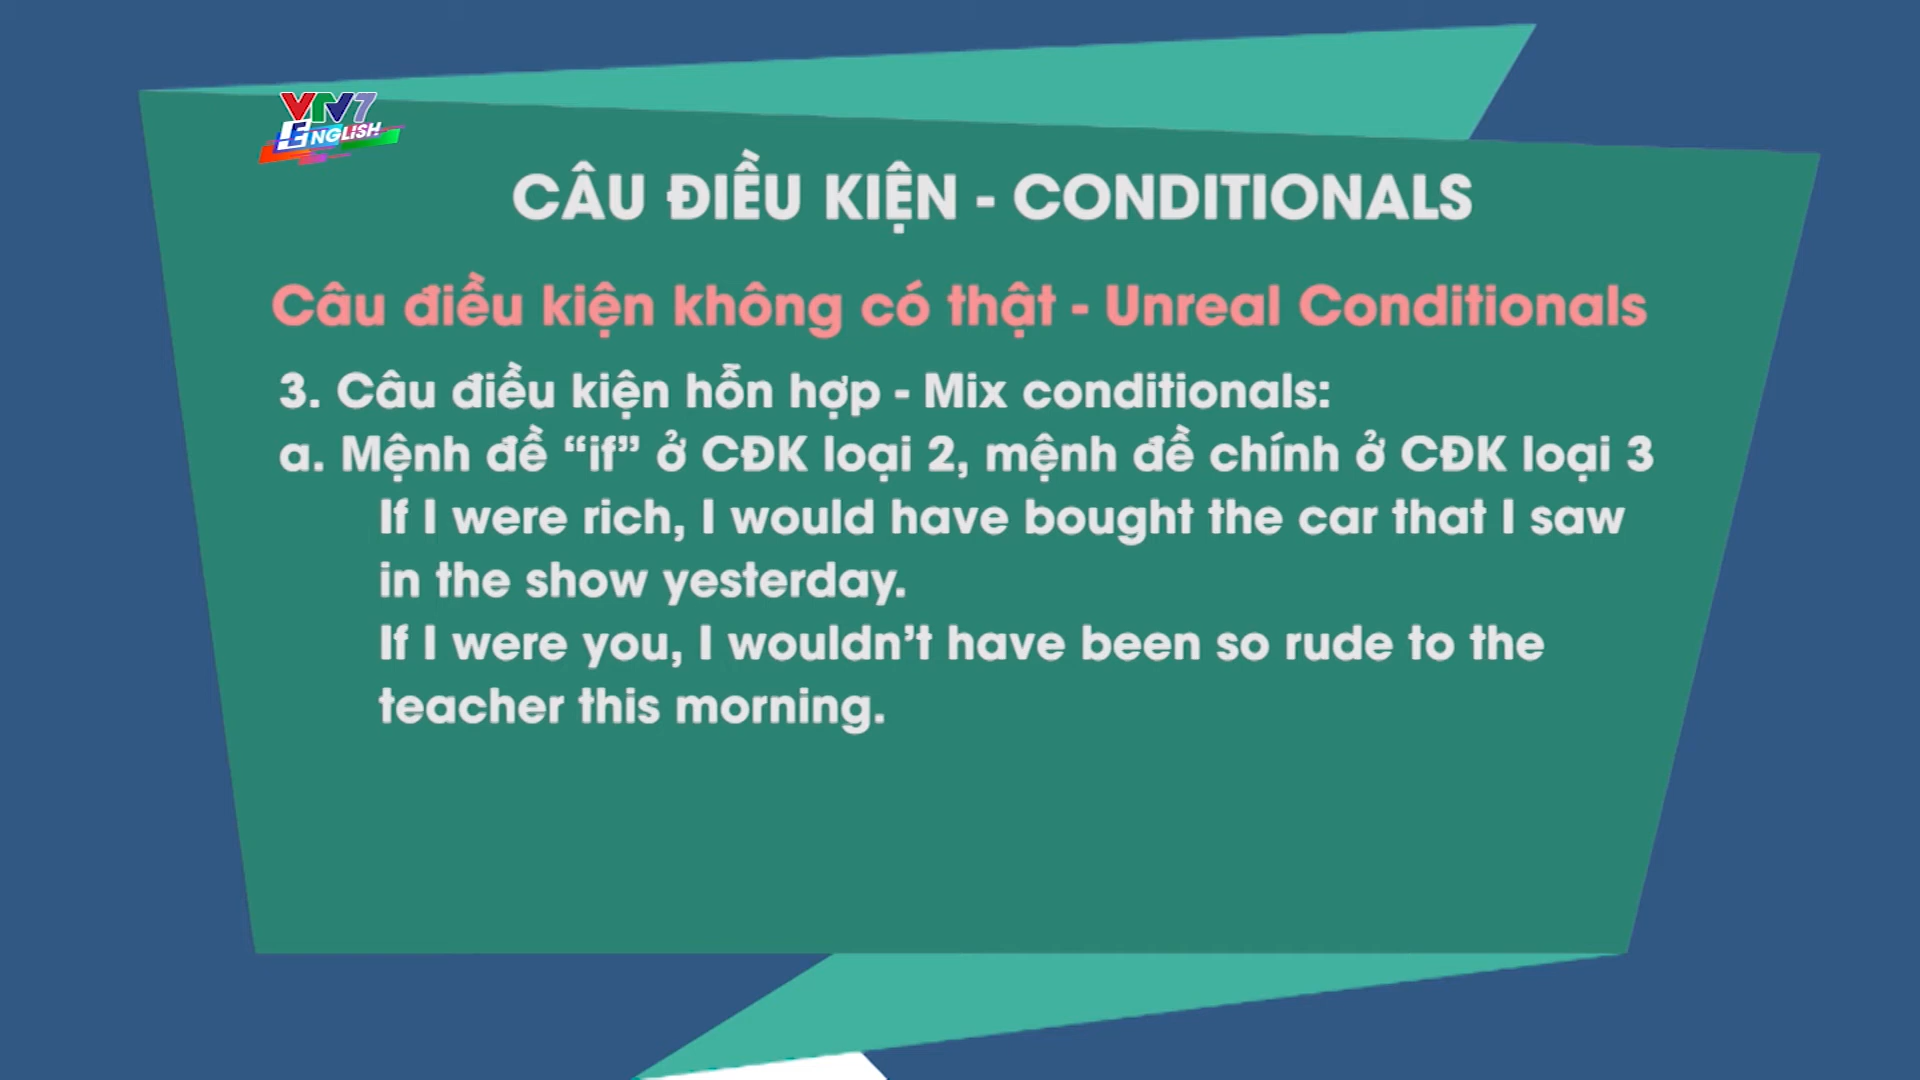 VTV7
ENGLISH
CÂU ĐIỀU KIỆN - CONDITIONALS
Câu điều kiện không có thật - Unreal Conditionals
3. Câu điều kiện hỗn hợp - Mix conditionals:
a. Mệnh đề “if” ở CĐK loại 2, mệnh đề chính ở CĐK loại 3
If I were rich, I would have bought the car that I saw
in the show yesterday.
If I were you, I wouldn’t have been so rude to the
teacher this morning.